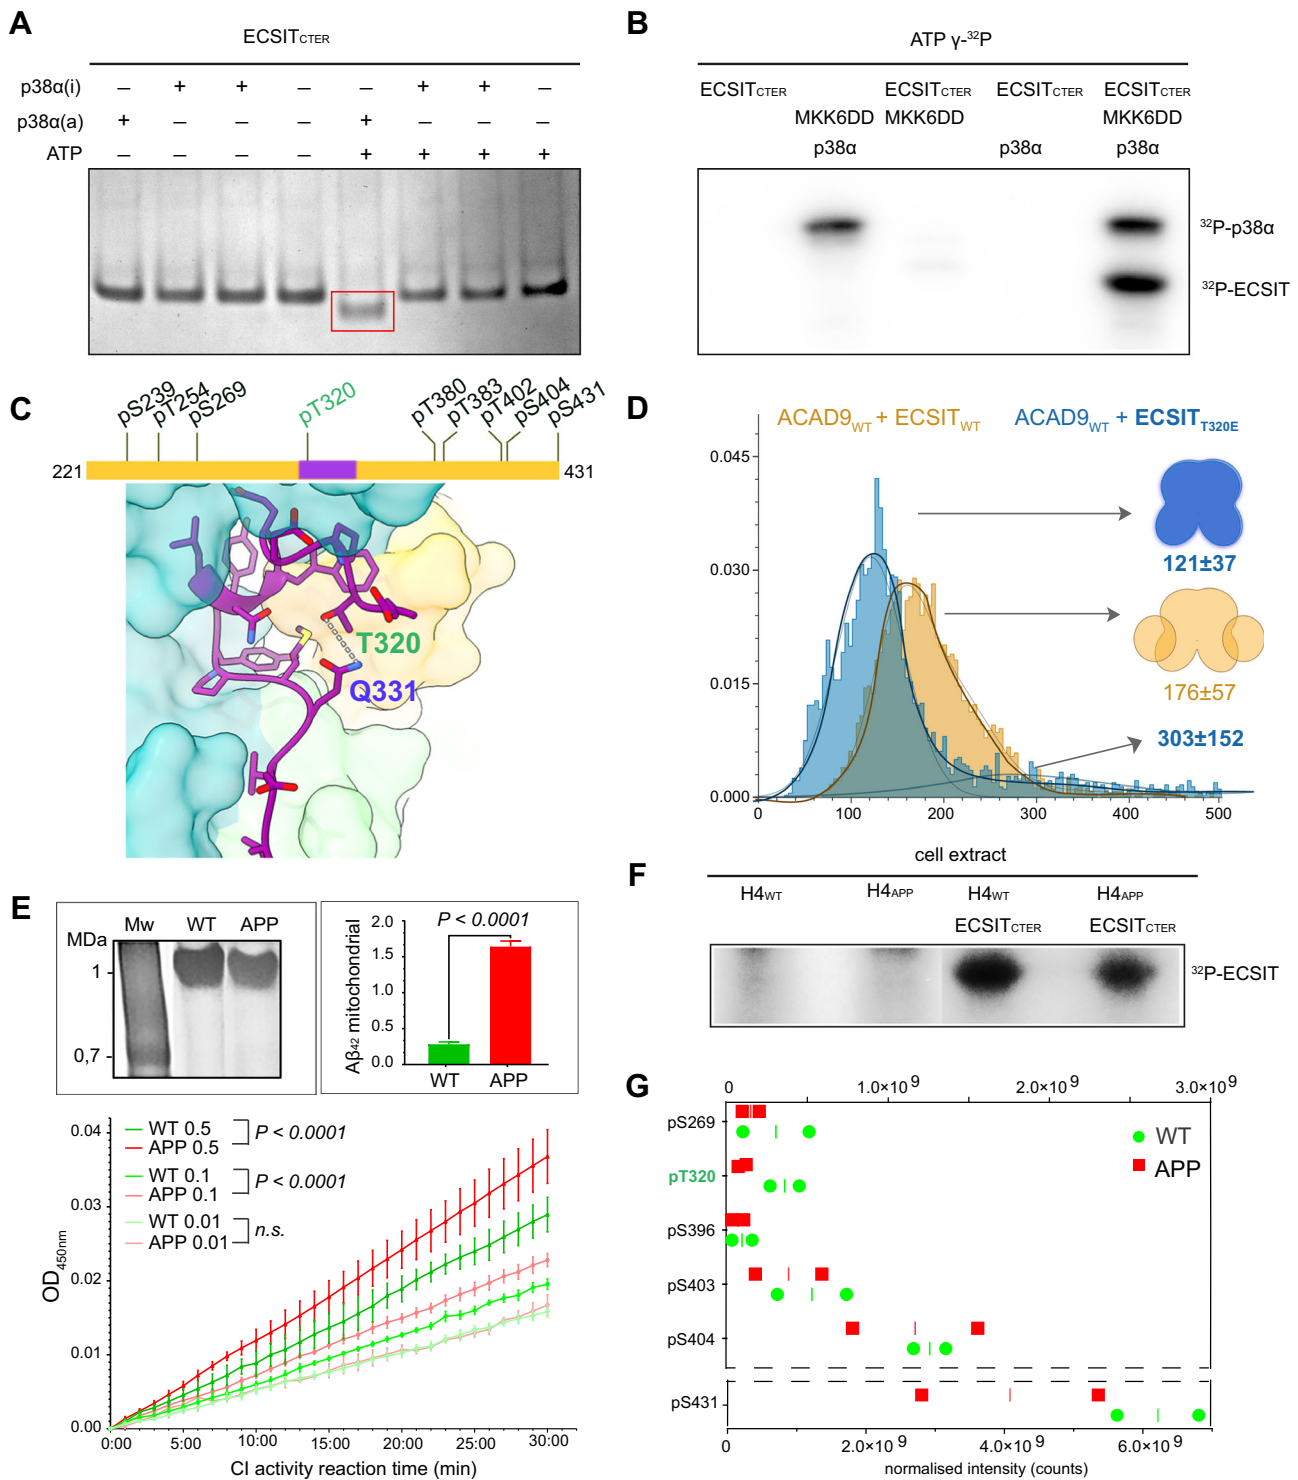 A
ECSITCTER
p38α(i) – + + – – + + –
p38α(a) + – – – + – – –
ATP – – – – + + + +
B
ATP γ-³²P
ECSITCTER ECSITCTER ECSITCTER ECSITCTER
MKK6DD MKK6DD MKK6DD
p38α p38α p38α
³²P-p38α
³²P-ECSIT
C
pS239 pT254 pS269 pT320 pT380 pT383 pT402 pS404 pS431
221 431
T320
Q331
D
ACAD9WT + ECSITWT ACAD9WT + ECSITT320E
0.045
0.030
0.015
0.000
0 100 200 300 400 500
121±37
176±57
303±152
E
Mw WT APP
MDa
1
0,7
P < 0.0001
Aβ42 mitochondrial
2.0
1.5
1.0
0.5
0.0
WT APP
WT 0.5
APP 0.5
P < 0.0001
WT 0.1
APP 0.1
P < 0.0001
WT 0.01
APP 0.01
n.s.
OD450nm
0.04
0.03
0.02
0.01
0.00
0:00 5:00 10:00 15:00 20:00 25:00 30:00
CI activity reaction time (min)
F
cell extract
H4WT H4APP H4WT H4APP
ECSITCTER ECSITCTER
³²P-ECSIT
G
0 1.0×10⁹ 2.0×10⁹ 3.0×10⁹
pS269
pT320
pS396
pS403
pS404
pS431
WT
APP
0 2.0×10⁹ 4.0×10⁹ 6.0×10⁹
normalised intensity (counts)